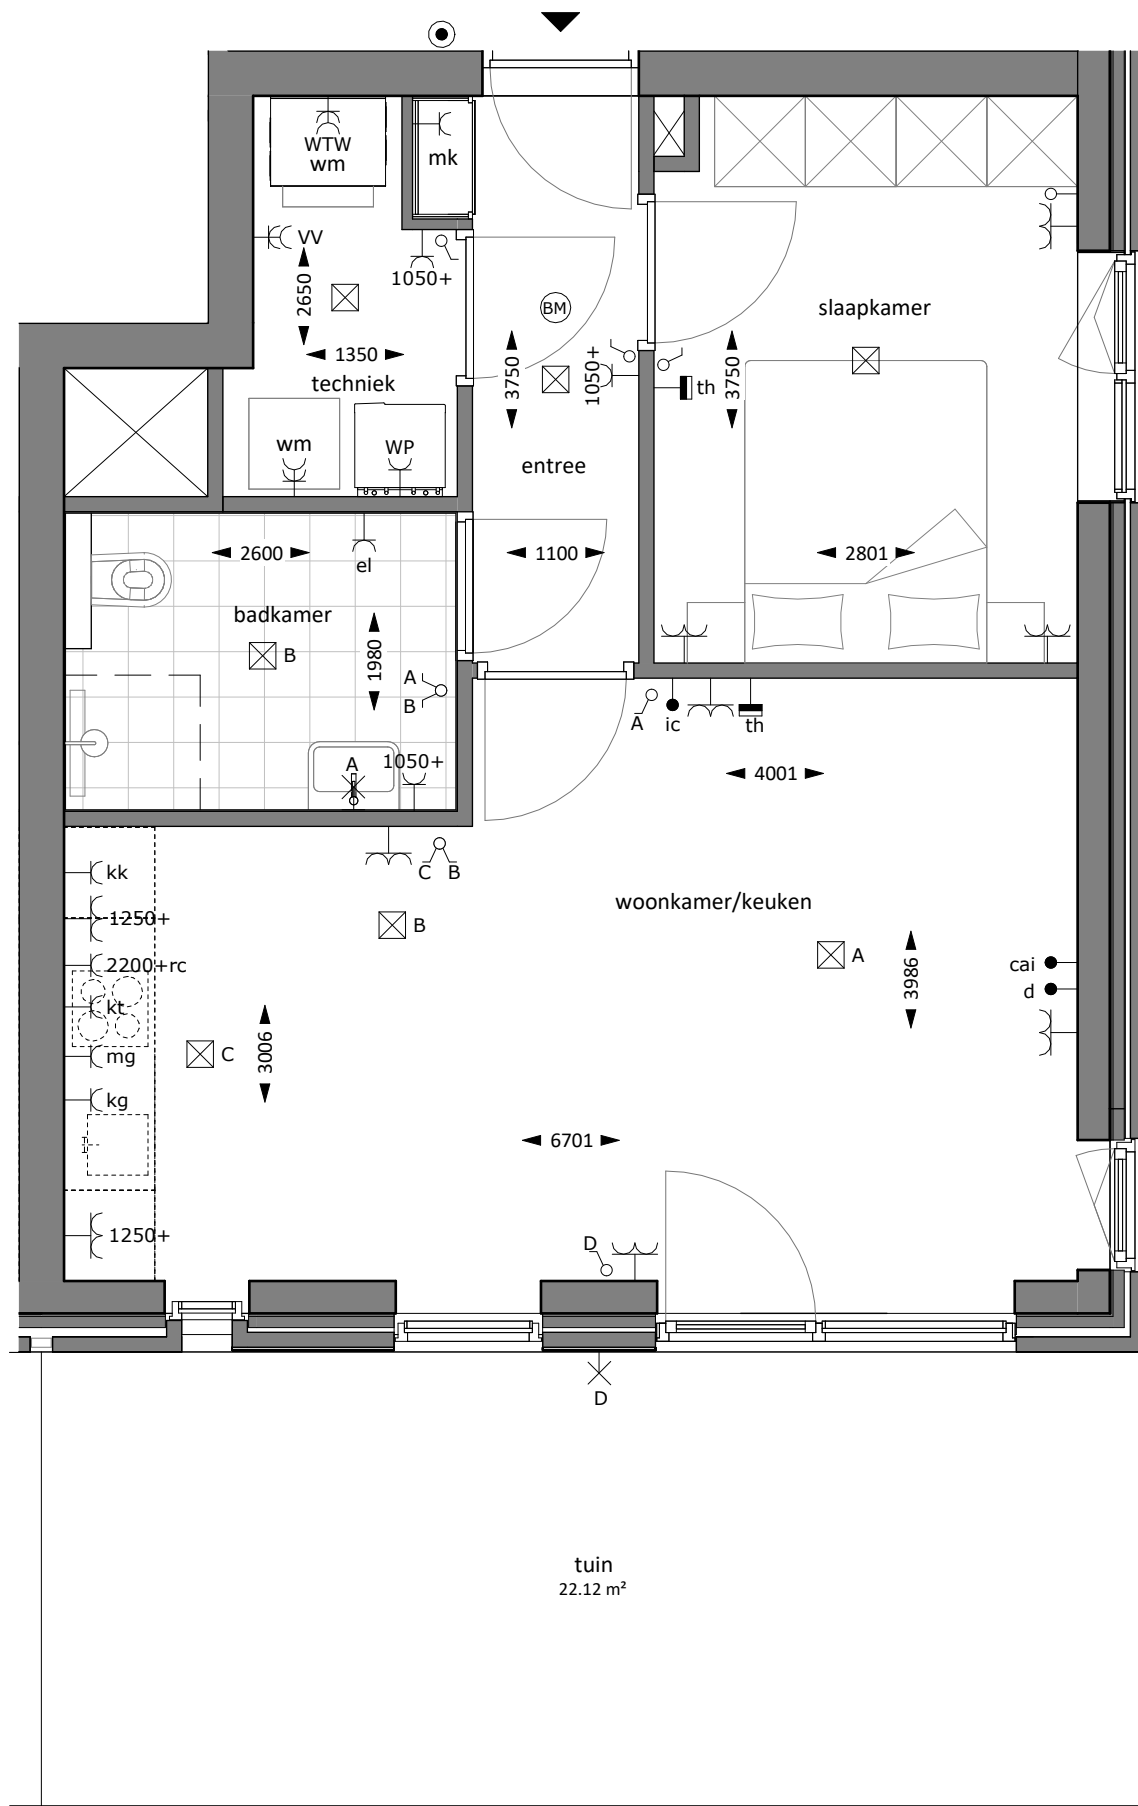 WTW
wm
mk
VV
1050+
2650
1350
techniek
BM
3750
1050+
th
3750
slaapkamer
wm
WP
entree
2600
el
1100
2801
badkamer
B
1980
A
B
A
1050+
A
ic
th
4001
C
B
kk
1250+
woonkamer/keuken
B
A
2200+rc
cai
d
3986
kt
C
3006
mg
kg
6701
1250+
D
D
tuin
22.12 m²